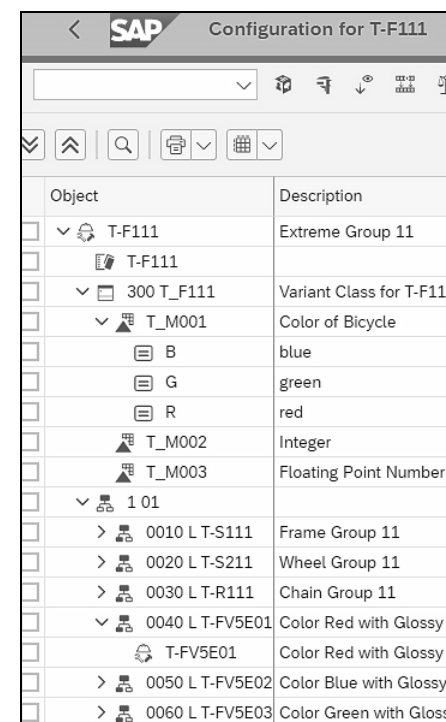 SAP Configuration for T-F111
Object Description
T-F111 Extreme Group 11
T-F111
300 T_F111 Variant Class for T-F11
T_M001 Color of Bicycle
B blue
G green
R red
T_M002 Integer
T_M003 Floating Point Number
1 01
0010 L T-S111 Frame Group 11
0020 L T-S211 Wheel Group 11
0030 L T-R111 Chain Group 11
0040 L T-FV5E01 Color Red with Glossy
T-FV5E01 Color Red with Glossy
0050 L T-FV5E02 Color Blue with Glossy
0060 L T-FV5E03 Color Green with Gloss